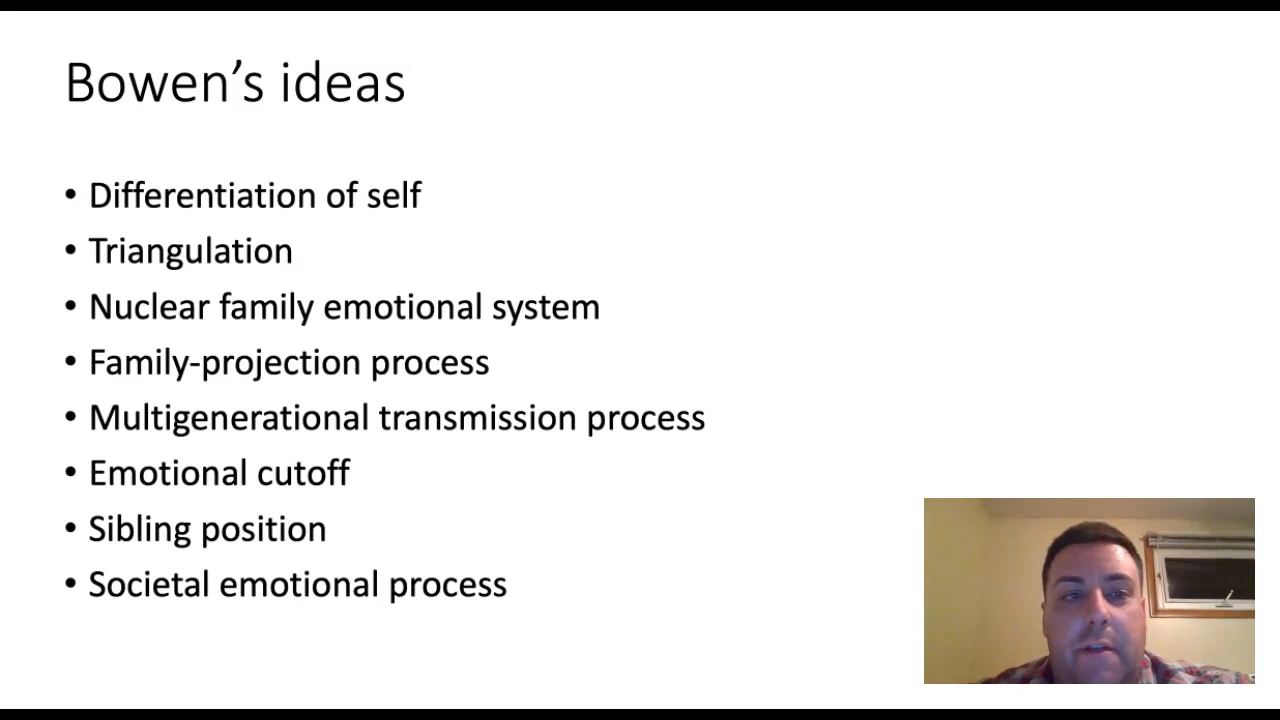 Bowen’s ideas
• Differentiation of self
• Triangulation
• Nuclear family emotional system
• Family-projection process
• Multigenerational transmission process
• Emotional cutoff
• Sibling position
• Societal emotional process